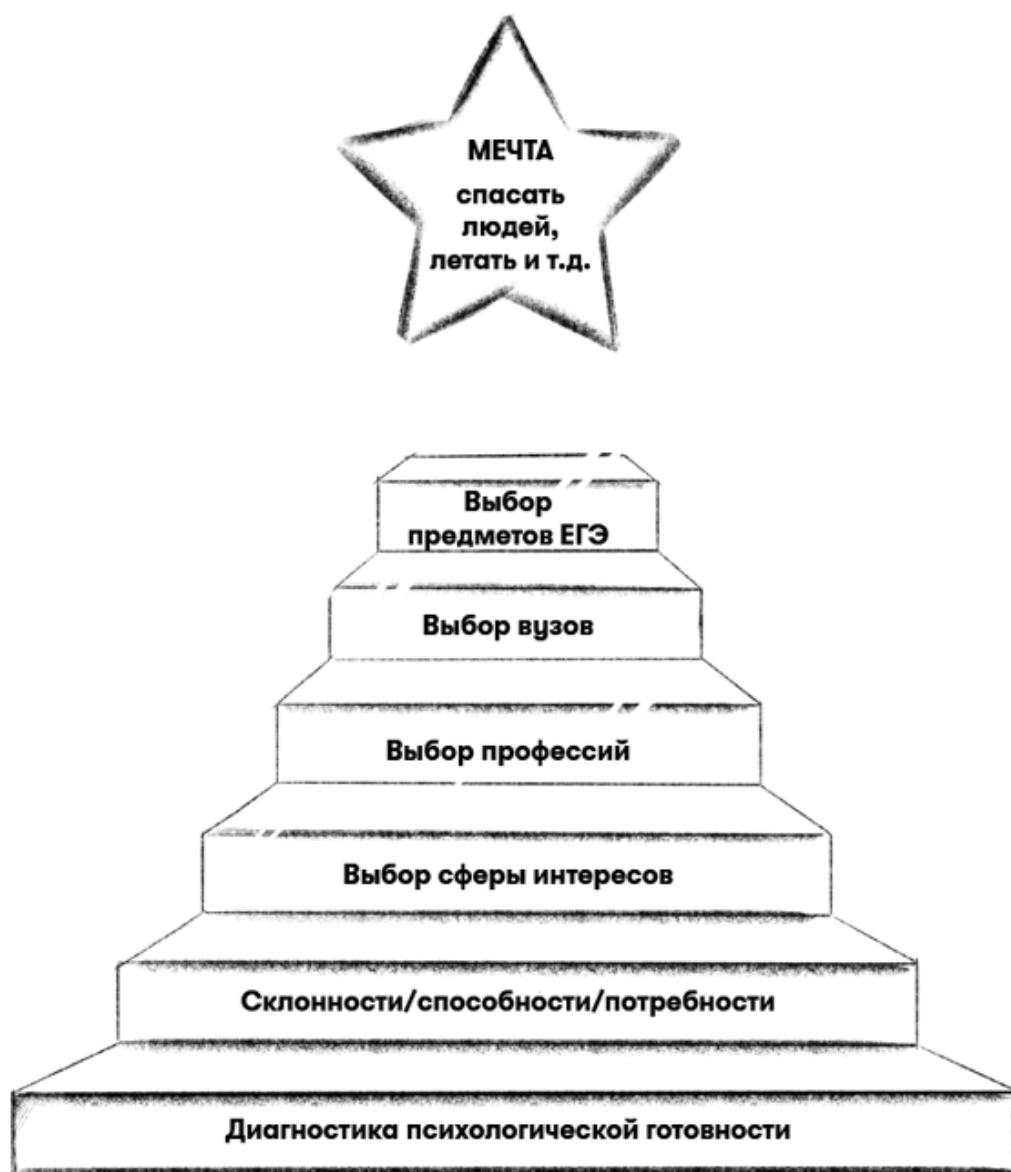 МЕЧТА
спасать
людей,
летать и т.д.
Выбор
предметов ЕГЭ
Выбор вузов
Выбор профессий
Выбор сферы интересов
Склонности/способности/потребности
Диагностика психологической готовности